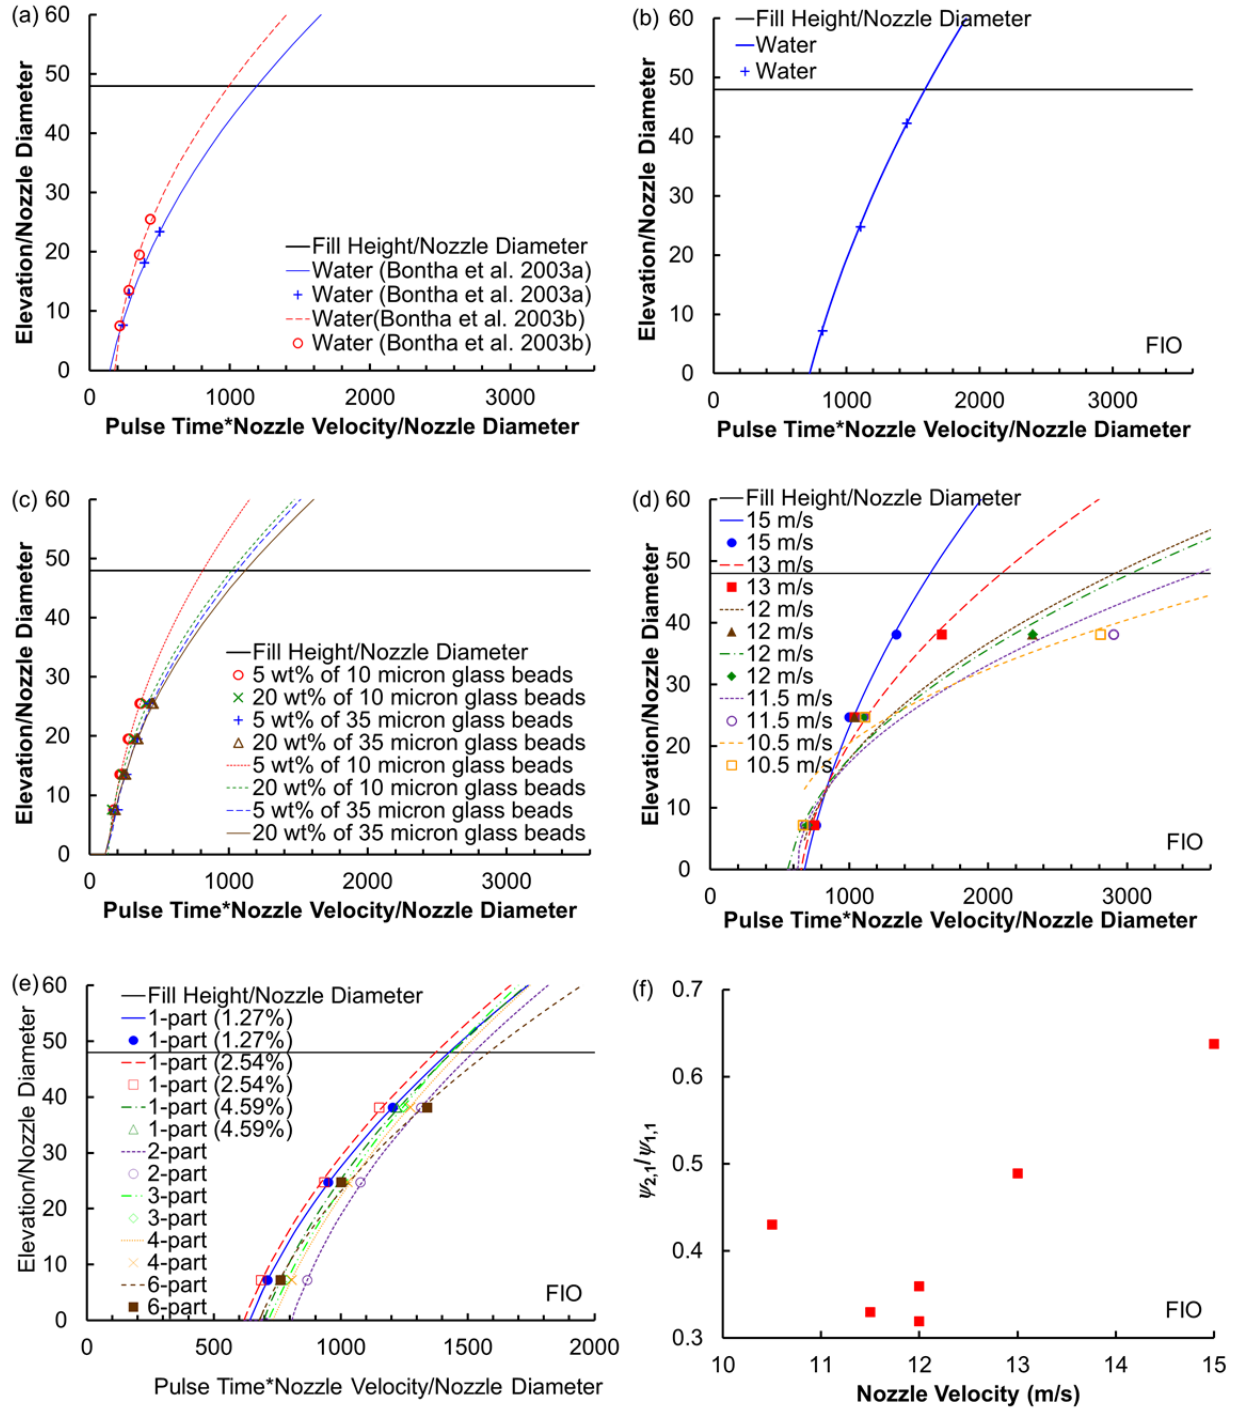 (a)
60
50
40
30
20
10
0
Elevation/Nozzle Diameter
Fill Height/Nozzle Diameter
Water (Bontha et al. 2003a)
Water (Bontha et al. 2003a)
Water(Bontha et al. 2003b)
Water (Bontha et al. 2003b)
0 1000 2000 3000
Pulse Time*Nozzle Velocity/Nozzle Diameter
(b)
60
50
40
30
20
10
0
Elevation/Nozzle Diameter
Fill Height/Nozzle Diameter
Water
Water
FIO
0 1000 2000 3000
Pulse Time*Nozzle Velocity/Nozzle Diameter
(c)
60
50
40
30
20
10
0
Elevation/Nozzle Diameter
Fill Height/Nozzle Diameter
5 wt% of 10 micron glass beads
20 wt% of 10 micron glass beads
5 wt% of 35 micron glass beads
20 wt% of 35 micron glass beads
5 wt% of 10 micron glass beads
20 wt% of 10 micron glass beads
5 wt% of 35 micron glass beads
20 wt% of 35 micron glass beads
0 1000 2000 3000
Pulse Time*Nozzle Velocity/Nozzle Diameter
(d)
60
50
40
30
20
10
0
Elevation/Nozzle Diameter
Fill Height/Nozzle Diameter
15 m/s
15 m/s
13 m/s
13 m/s
12 m/s
12 m/s
12 m/s
12 m/s
11.5 m/s
11.5 m/s
10.5 m/s
10.5 m/s
FIO
0 1000 2000 3000
Pulse Time*Nozzle Velocity/Nozzle Diameter
(e)
60
50
40
30
20
10
0
Elevation/Nozzle Diameter
Fill Height/Nozzle Diameter
1-part (1.27%)
1-part (1.27%)
1-part (2.54%)
1-part (2.54%)
1-part (4.59%)
1-part (4.59%)
2-part
2-part
3-part
3-part
4-part
4-part
6-part
6-part
FIO
0 500 1000 1500 2000
Pulse Time*Nozzle Velocity/Nozzle Diameter
(f)
0.7
0.6
0.5
0.4
0.3
ψ2,1/ψ1,1
FIO
10 11 12 13 14 15
Nozzle Velocity (m/s)